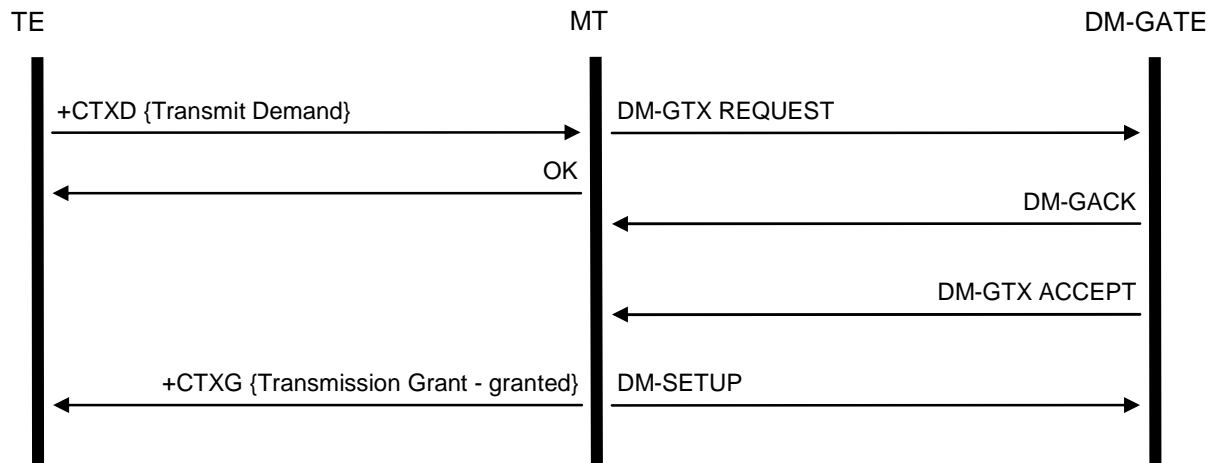 TE
MT
DM-GATE
+CTXD {Transmit Demand}
DM-GTX REQUEST
OK
DM-GACK
DM-GTX ACCEPT
+CTXG {Transmission Grant - granted}
DM-SETUP